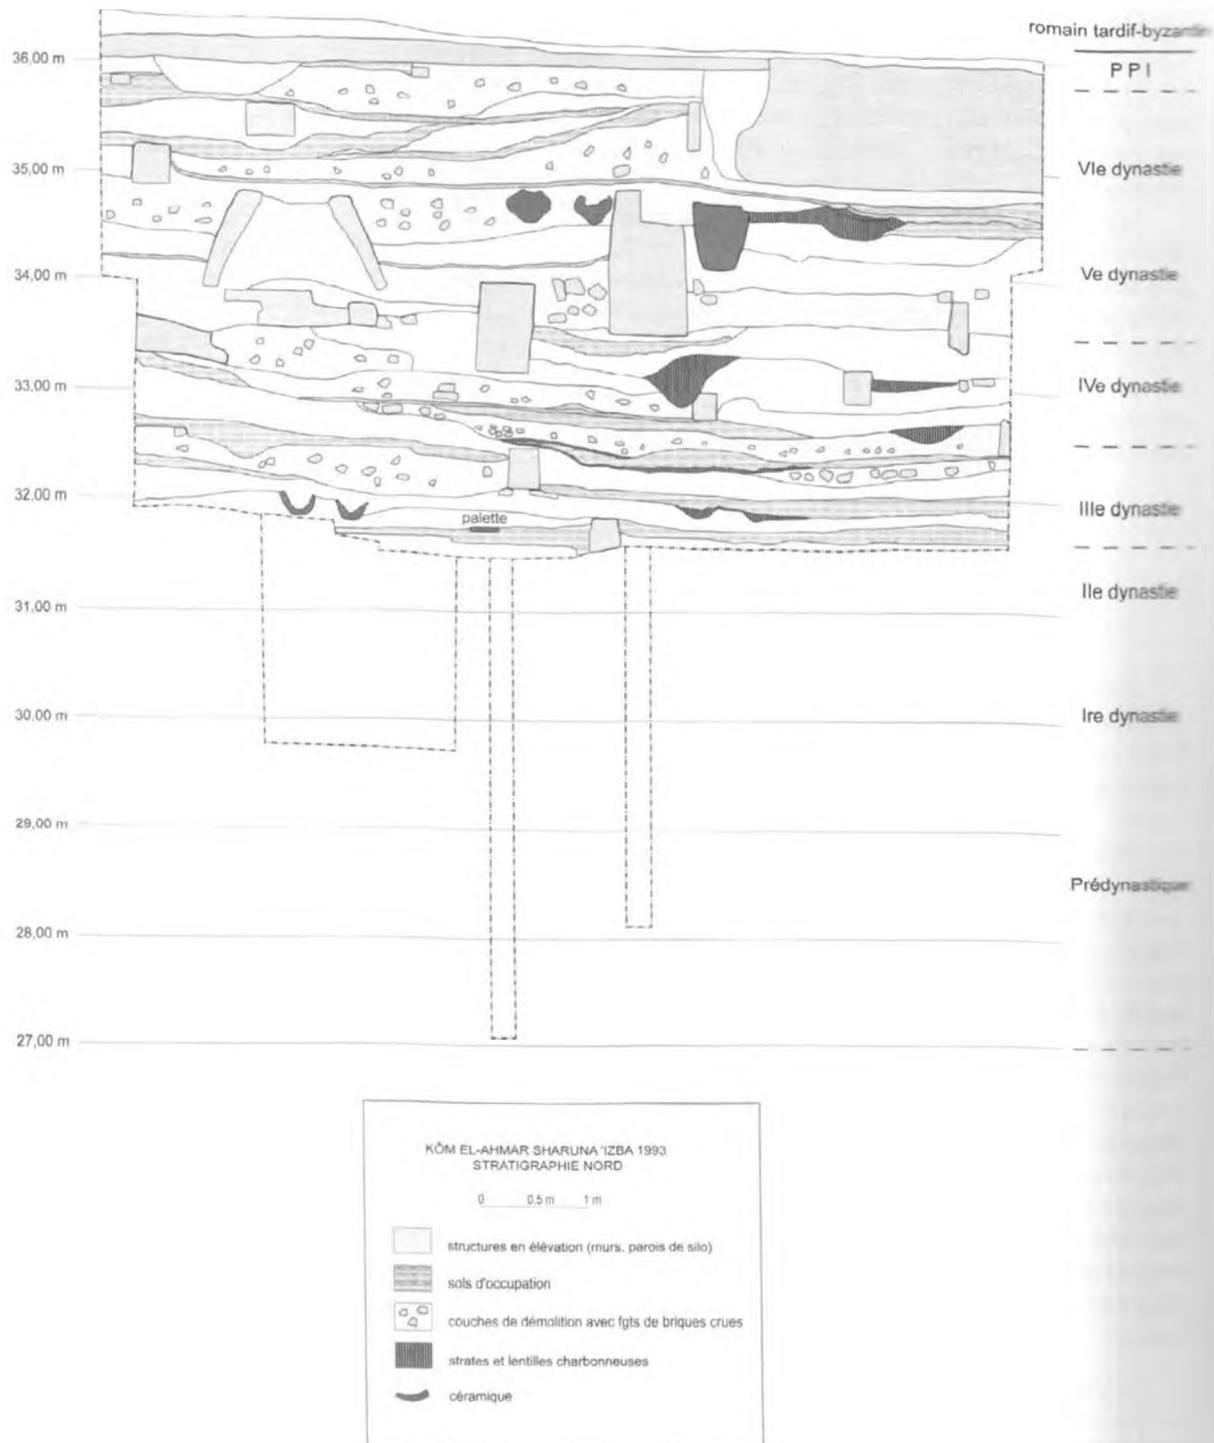 romain tardif-byzantin
36,00 m
P P I
35,00 m
VIe dynastie
34,00 m
Ve dynastie
33,00 m
IVe dynastie
32,00 m
palette
IIIe dynastie
31,00 m
IIe dynastie
30,00 m
Ire dynastie
29,00 m
Prédynastique
28,00 m
27,00 m
KÔM EL-AHMAR SHARUNA 'IZBA 1993
STRATIGRAPHIE NORD
0 0.5 m 1 m
structures en élévation (murs. parois de silo)
sols d'occupation
couches de démolition avec fgts de briques crues
strates et lentilles charbonneuses
céramique